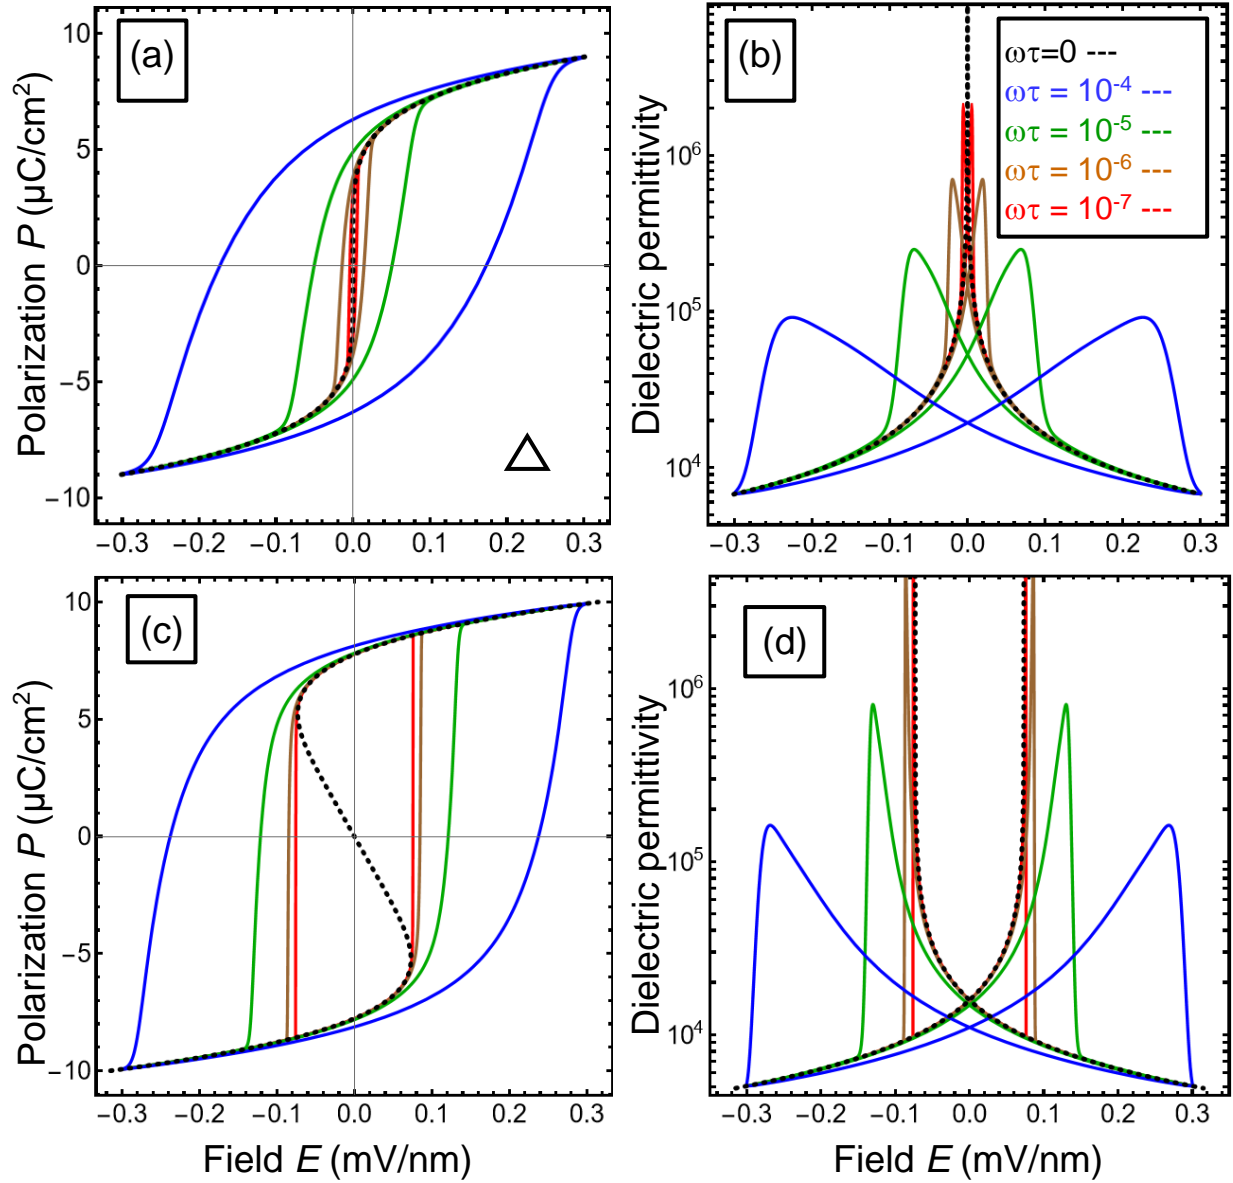 (a)
Polarization P (μC/cm²)
10
5
0
−5
−10
−0.3 −0.2 −0.1 0.0 0.1 0.2 0.3
(b)
Dielectric permittivity
10⁶
10⁵
10⁴
−0.3 −0.2 −0.1 0.0 0.1 0.2 0.3
ωτ=0 ---
ωτ = 10⁻⁴ ---
ωτ = 10⁻⁵ ---
ωτ = 10⁻⁶ ---
ωτ = 10⁻⁷ ---
(c)
Polarization P (μC/cm²)
10
5
0
−5
−10
−0.3 −0.2 −0.1 0.0 0.1 0.2 0.3
Field E (mV/nm)
(d)
Dielectric permittivity
10⁶
10⁵
10⁴
−0.3 −0.2 −0.1 0.0 0.1 0.2 0.3
Field E (mV/nm)